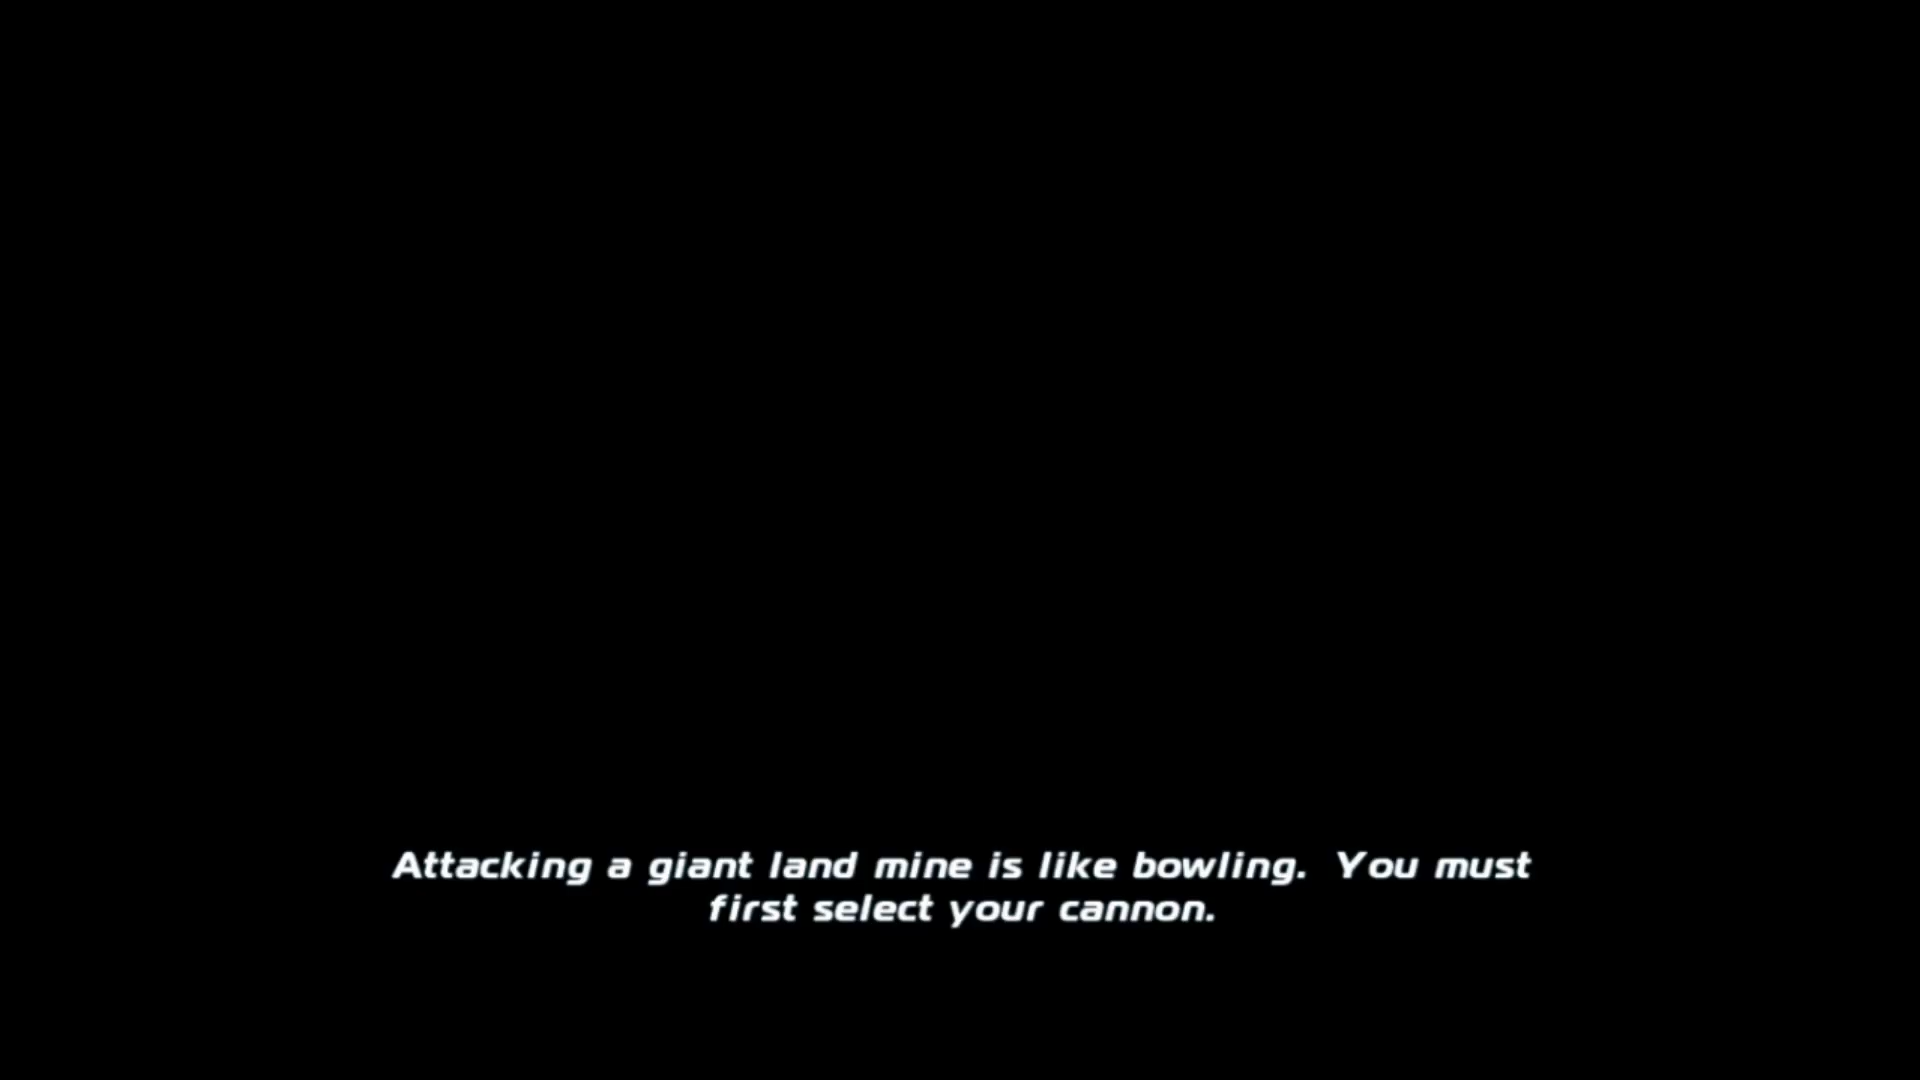 Attacking a giant land mine is like bowling.  You must
first select your cannon.